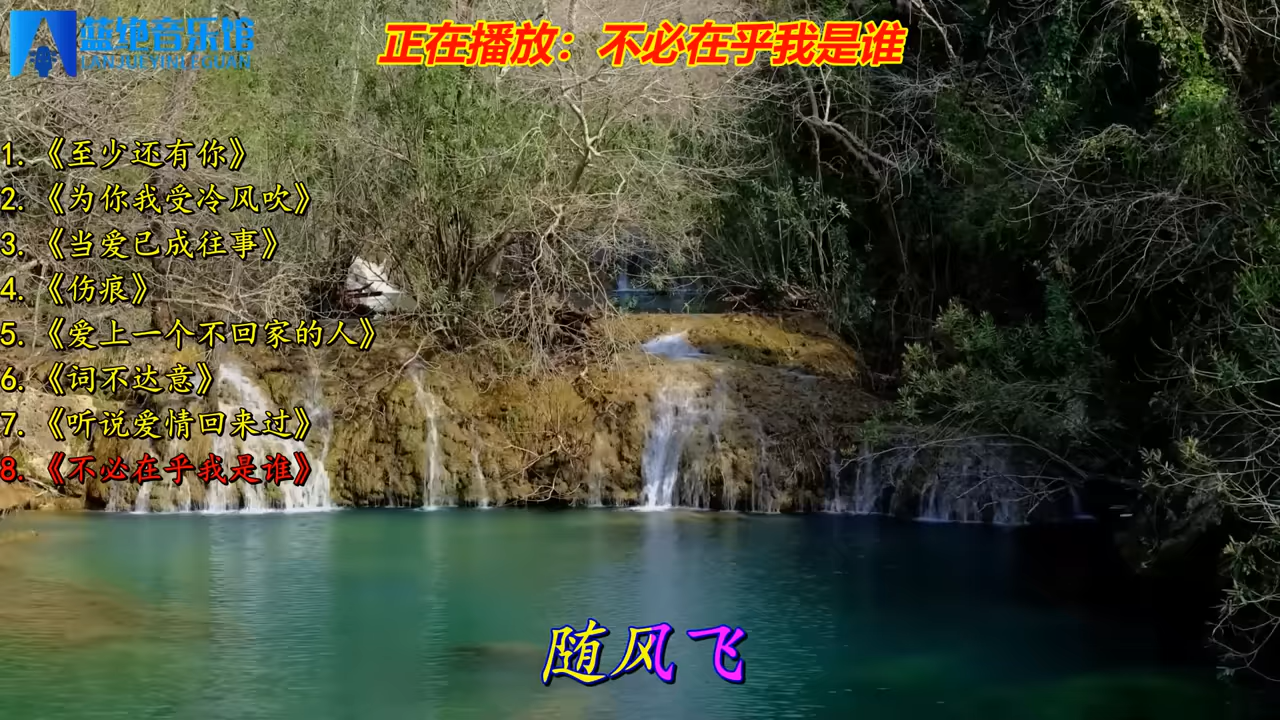 蓝绝音乐馆
LANJUEYINLEGUAN
正在播放：不必在乎我是谁
1.《至少还有你》
2.《为你我受冷风吹》
3.《当爱已成往事》
4.《伤痕》
5.《爱上一个不回家的人》
6.《词不达意》
7.《听说爱情回来过》
8.《不必在乎我是谁》
随风飞